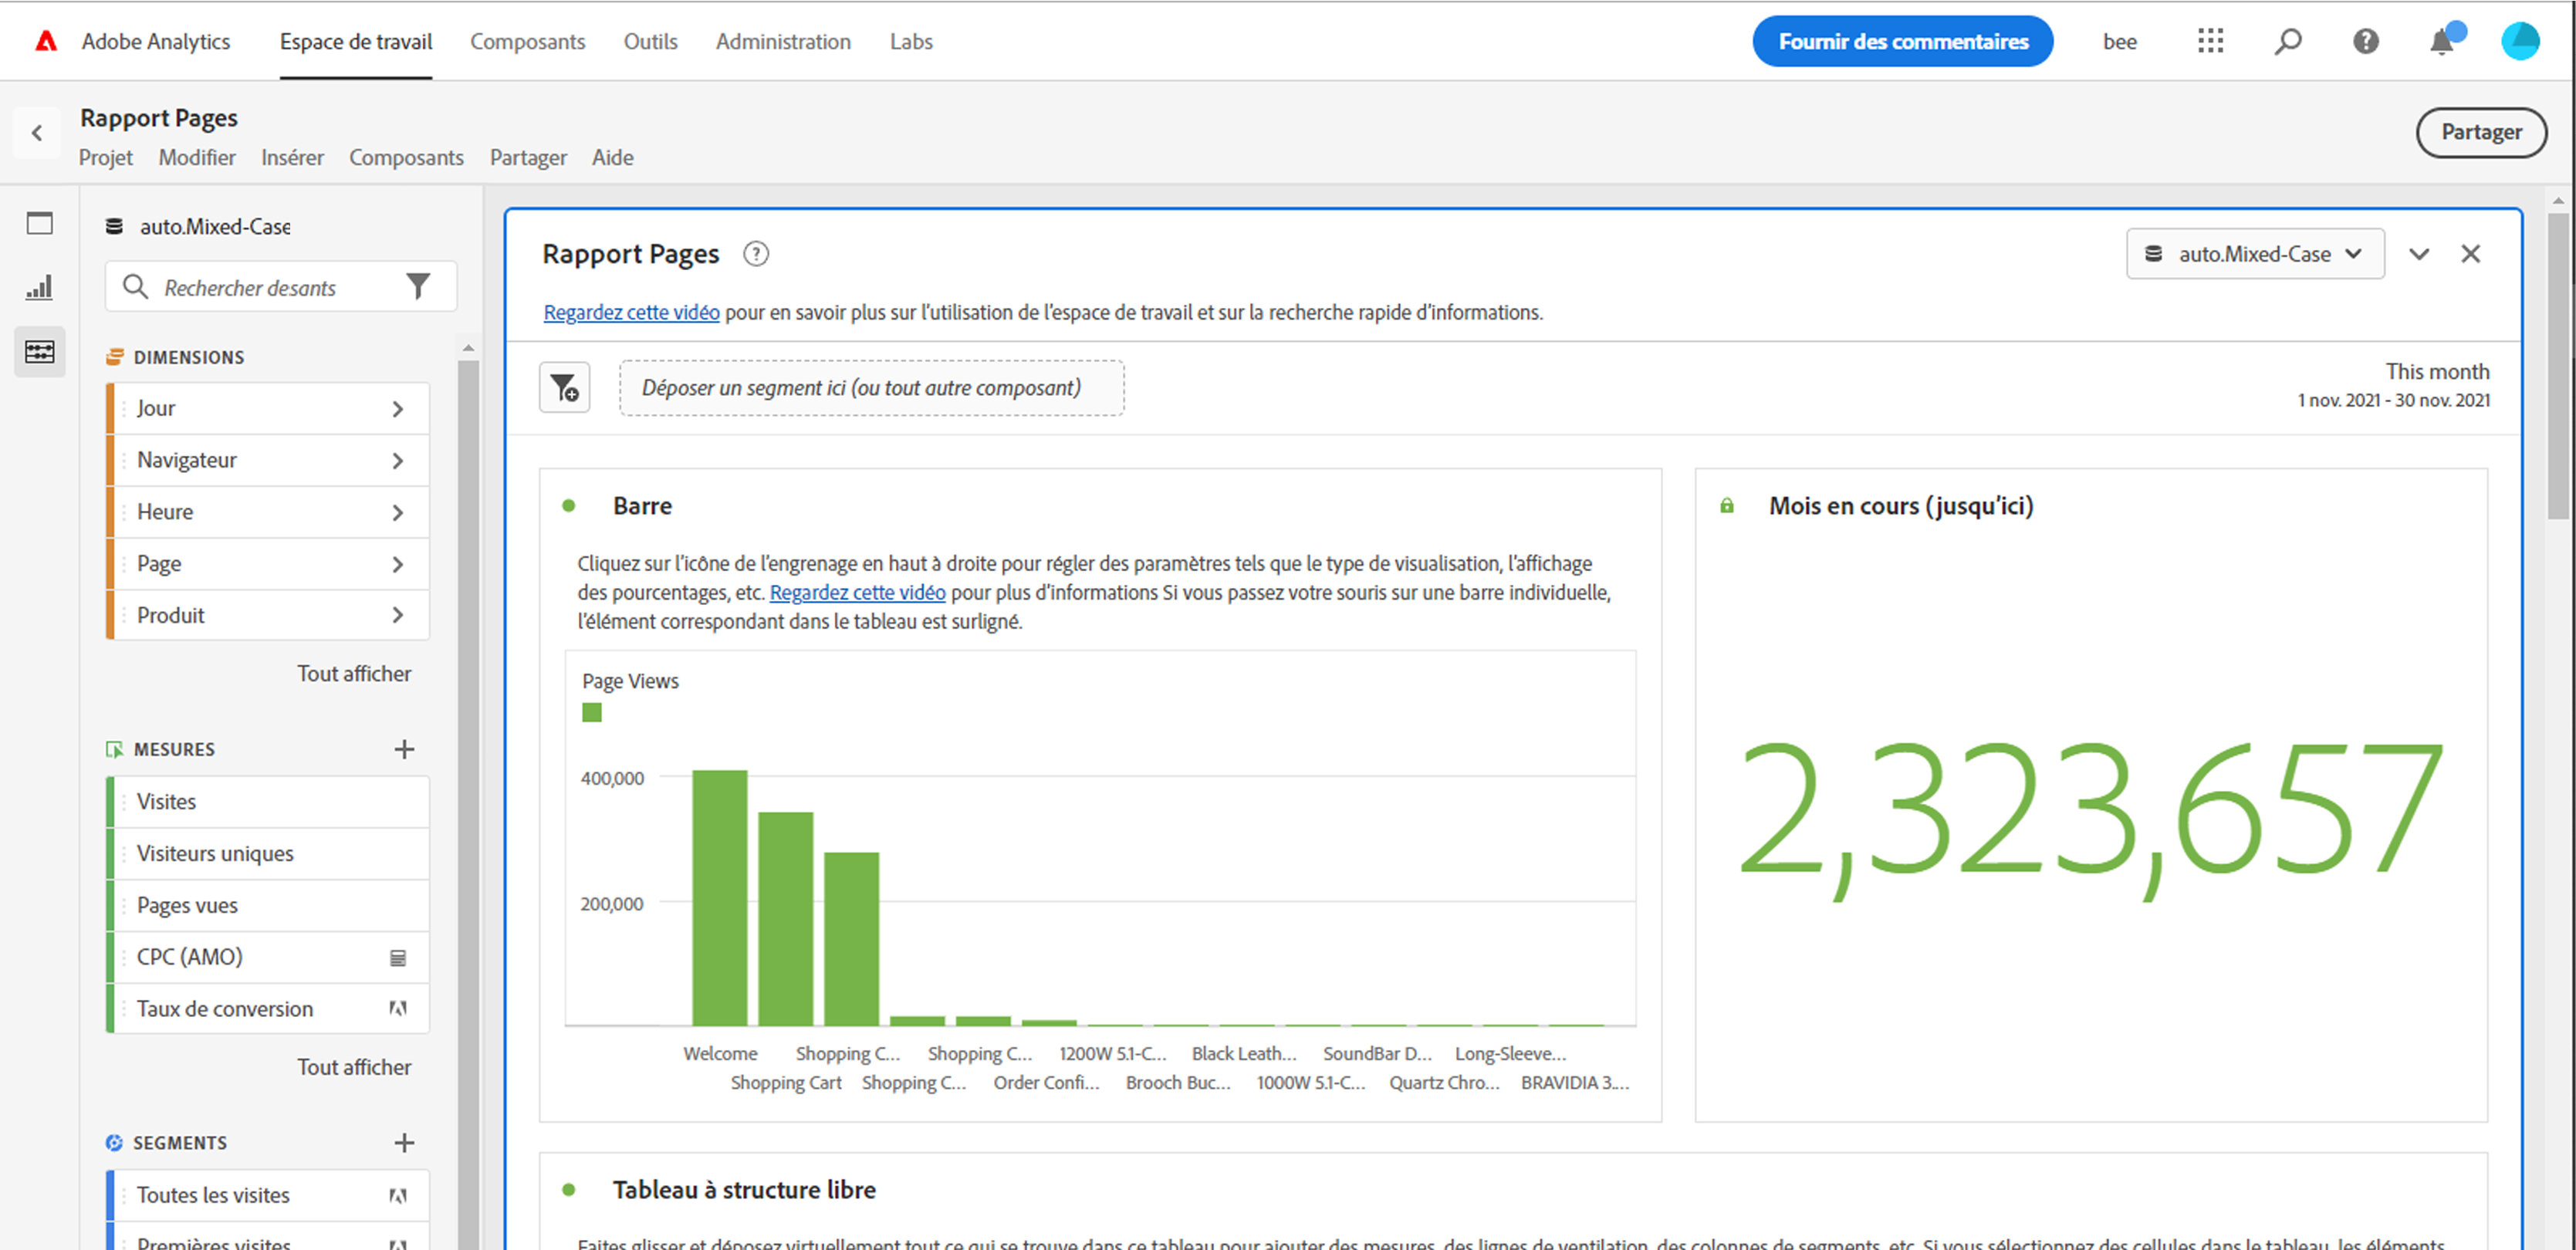 Adobe Analytics Espace de travail Composants Outils Administration Labs Fournir des commentaires bee
Rapport Pages
Projet Modifier Insérer Composants Partager Aide
Partager
auto.Mixed-Case
Rechercher desants
DIMENSIONS
Jour
Navigateur
Heure
Page
Produit
Tout afficher
MESURES
Visites
Visiteurs uniques
Pages vues
CPC (AMO)
Taux de conversion
Tout afficher
SEGMENTS
Toutes les visites
Premières visites
Rapport Pages
auto.Mixed-Case
Regardez cette vidéo pour en savoir plus sur l'utilisation de l'espace de travail et sur la recherche rapide d'informations.
Déposer un segment ici (ou tout autre composant)
This month
1 nov. 2021 - 30 nov. 2021
Barre
Cliquez sur l'icône de l'engrenage en haut à droite pour régler des paramètres tels que le type de visualisation, l'affichage
des pourcentages, etc. Regardez cette vidéo pour plus d'informations Si vous passez votre souris sur une barre individuelle,
l'élément correspondant dans le tableau est surligné.
Page Views
400,000
200,000
Welcome Shopping C... Shopping C... 1200W 5.1-C... Black Leath... SoundBar D... Long-Sleeve...
Shopping Cart Shopping C... Order Confi... Brooch Buc... 1000W 5.1-C... Quartz Chro... BRAVIDIA 3....
Mois en cours (jusqu'ici)
2,323,657
Tableau à structure libre
Faites glisser et déposez virtuellement tout ce qui se trouve dans ce tableau pour ajouter des mesures, des lignes de ventilation, des colonnes de segments, etc. Si vous sélectionnez des cellules dans le tableau, les éléments